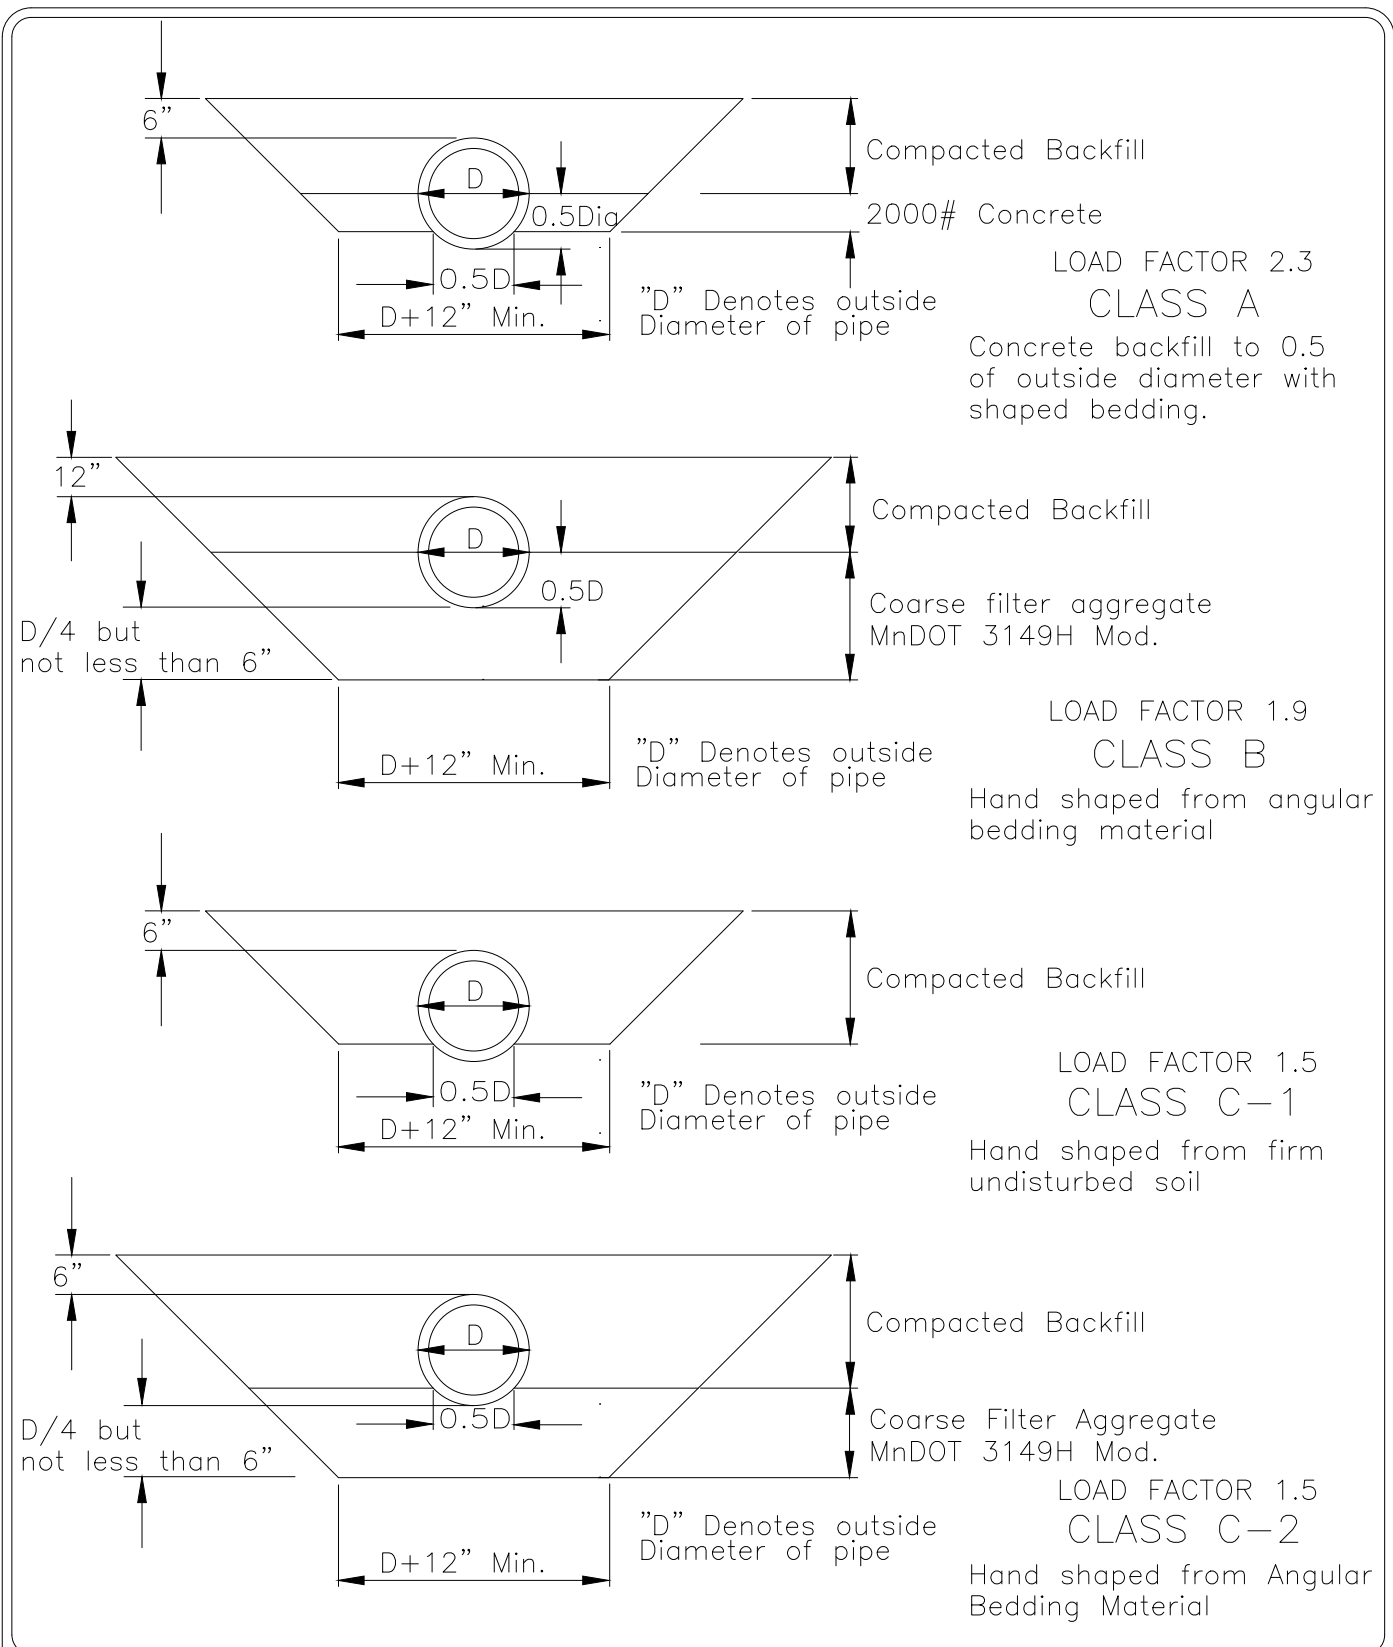 6"
D
0.5Dia
0.5D
D+12" Min.
"D" Denotes outside
Diameter of pipe
Compacted Backfill
2000# Concrete
LOAD FACTOR 2.3
CLASS A
Concrete backfill to 0.5
of outside diameter with
shaped bedding.
12"
D
0.5D
D/4 but
not less than 6"
D+12" Min.
"D" Denotes outside
Diameter of pipe
Compacted Backfill
Coarse filter aggregate
MnDOT 3149H Mod.
LOAD FACTOR 1.9
CLASS B
Hand shaped from angular
bedding material
6"
D
0.5D
D+12" Min.
"D" Denotes outside
Diameter of pipe
Compacted Backfill
LOAD FACTOR 1.5
CLASS C-1
Hand shaped from firm
undisturbed soil
6"
D
0.5D
D/4 but
not less than 6"
D+12" Min.
"D" Denotes outside
Diameter of pipe
Compacted Backfill
Coarse Filter Aggregate
MnDOT 3149H Mod.
LOAD FACTOR 1.5
CLASS C-2
Hand shaped from Angular
Bedding Material